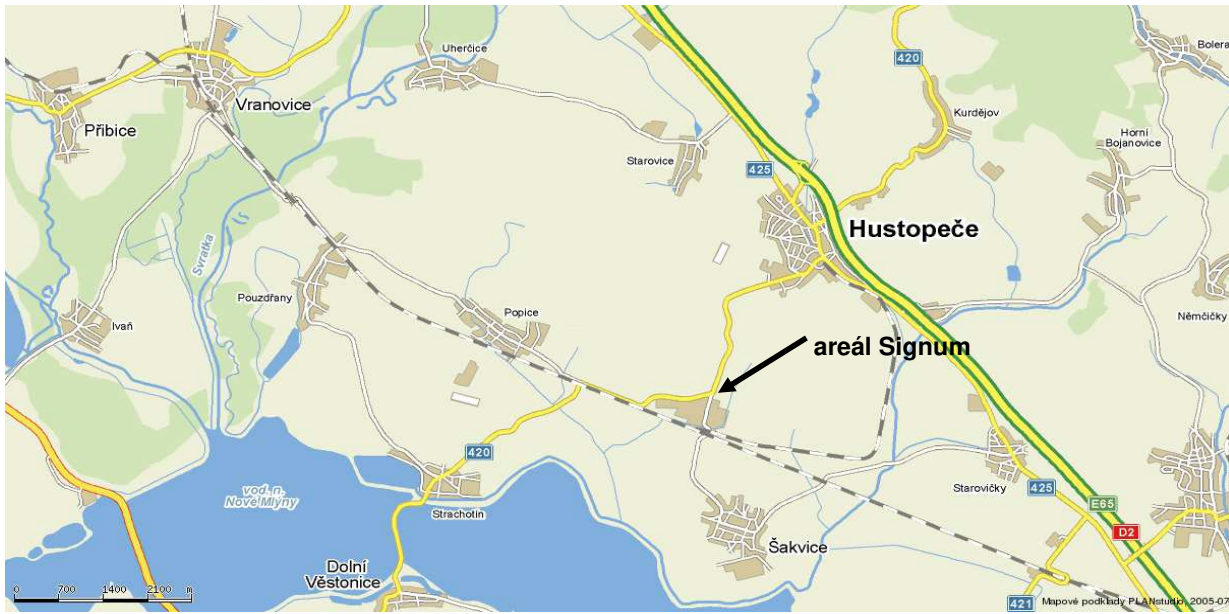 Uherčice
420
Bolera
Vranovice
Kurdějov
Přibice
Horní
Bojanovice
Starovice
425
Hustopeče
Svratka
Pouzdřany
Popice
Ivaň
Němčičky
areál Signum
420
Starovičky
425
vod. n.
Nové Mlýny
E65
Strachotín
D2
Šakvice
Dolní
Věstonice
0 700 1400 2100 m
421
Mapové podklady PLANstudio, 2005-07